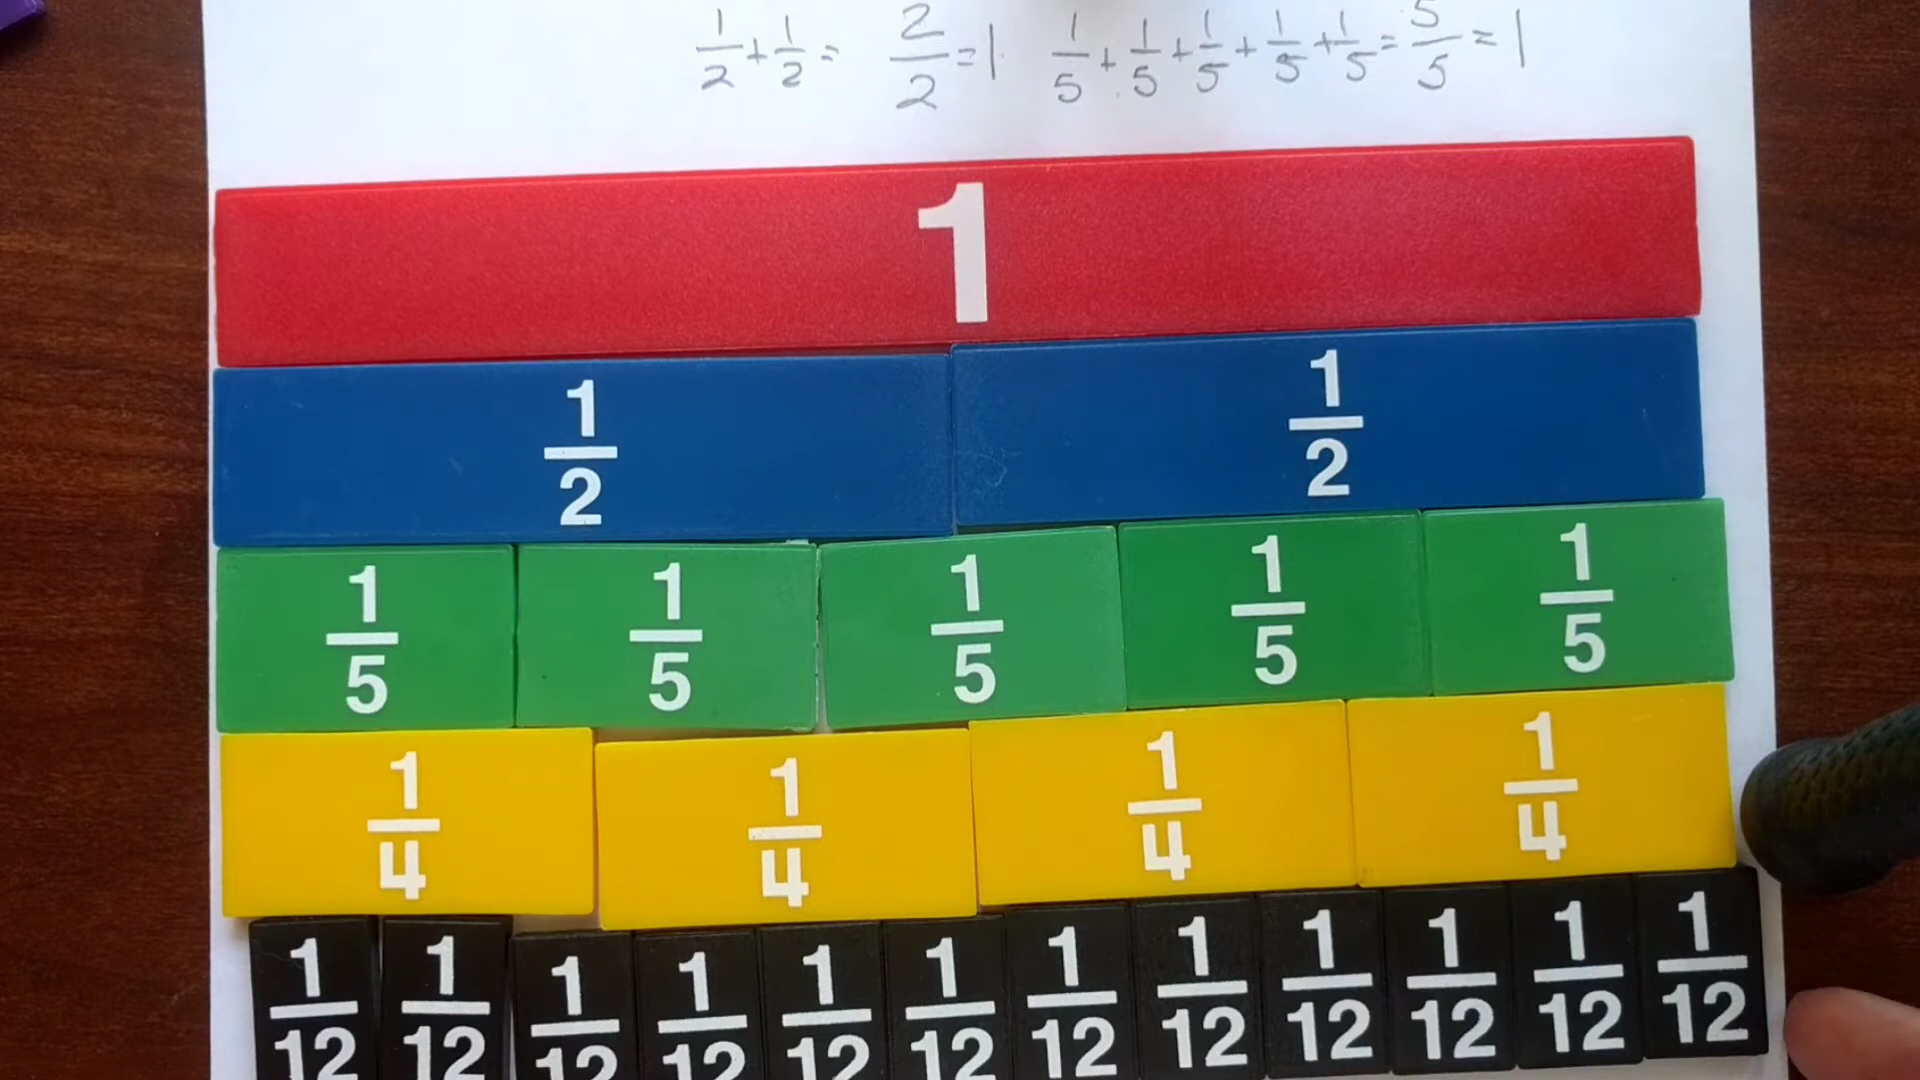 1/2 + 1/2 = 2/2 = 1 1/5 + 1/5 + 1/5 + 1/5 + 1/5 = 5/5 = 1
1
1/2 1/2
1/5 1/5 1/5 1/5 1/5
1/4 1/4 1/4 1/4
1/12 1/12 1/12 1/12 1/12 1/12 1/12 1/12 1/12 1/12 1/12 1/12